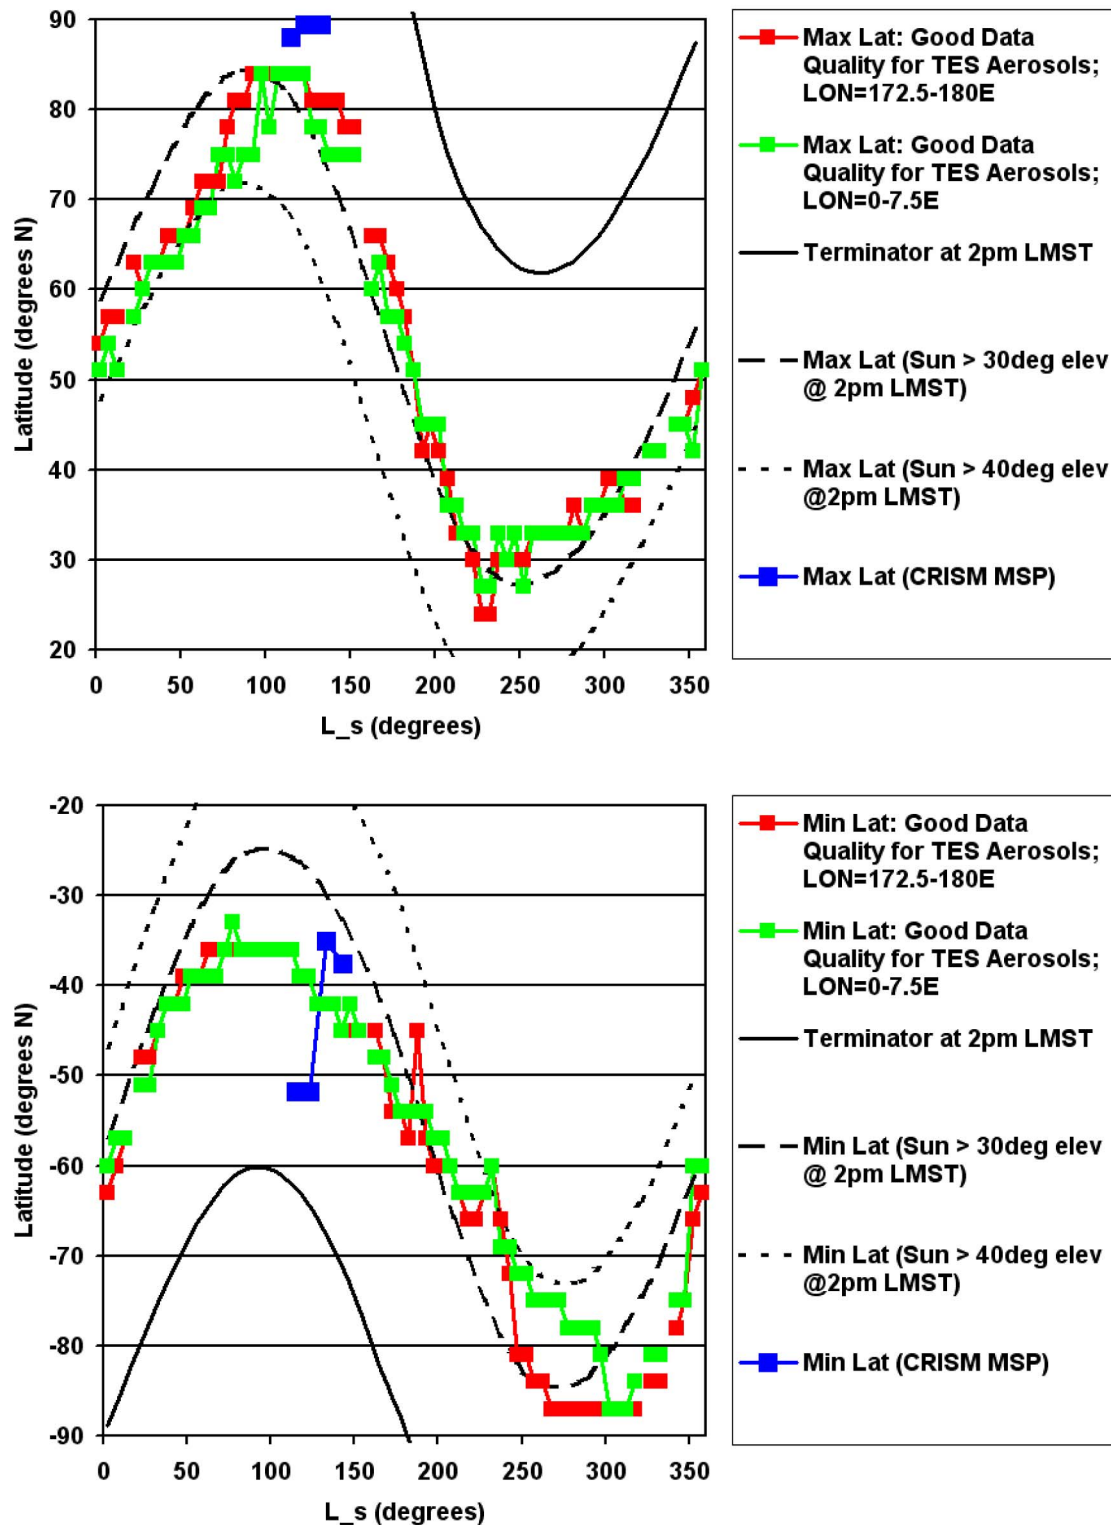 90
80
70
60
50
40
30
20
Latitude (degrees N)
0 50 100 150 200 250 300 350
L_s (degrees)
Max Lat: Good Data
Quality for TES Aerosols;
LON=172.5-180E
Max Lat: Good Data
Quality for TES Aerosols;
LON=0-7.5E
Terminator at 2pm LMST
Max Lat (Sun > 30deg elev
@ 2pm LMST)
Max Lat (Sun > 40deg elev
@2pm LMST)
Max Lat (CRISM MSP)
-20
-30
-40
-50
-60
-70
-80
-90
Latitude (degrees N)
0 50 100 150 200 250 300 350
L_s (degrees)
Min Lat: Good Data
Quality for TES Aerosols;
LON=172.5-180E
Min Lat: Good Data
Quality for TES Aerosols;
LON=0-7.5E
Terminator at 2pm LMST
Min Lat (Sun > 30deg elev
@ 2pm LMST)
Min Lat (Sun > 40deg elev
@2pm LMST)
Min Lat (CRISM MSP)